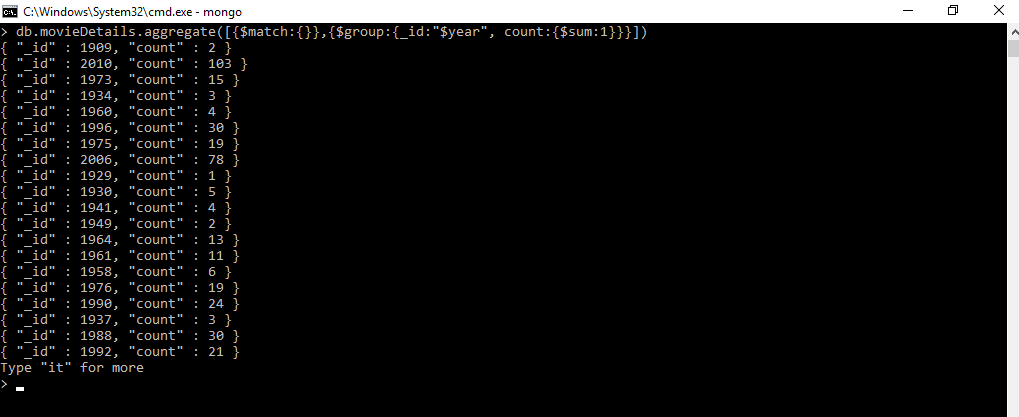 C:\Windows\System32\cmd.exe - mongo
> db.movieDetails.aggregate([{$match:{}},{$group:{_id:"$year", count:{$sum:1}}}])
{ "_id" : 1909, "count" : 2 }
{ "_id" : 2010, "count" : 103 }
{ "_id" : 1973, "count" : 15 }
{ "_id" : 1934, "count" : 3 }
{ "_id" : 1960, "count" : 4 }
{ "_id" : 1996, "count" : 30 }
{ "_id" : 1975, "count" : 19 }
{ "_id" : 2006, "count" : 78 }
{ "_id" : 1929, "count" : 1 }
{ "_id" : 1930, "count" : 5 }
{ "_id" : 1941, "count" : 4 }
{ "_id" : 1949, "count" : 2 }
{ "_id" : 1964, "count" : 13 }
{ "_id" : 1961, "count" : 11 }
{ "_id" : 1958, "count" : 6 }
{ "_id" : 1976, "count" : 19 }
{ "_id" : 1990, "count" : 24 }
{ "_id" : 1937, "count" : 3 }
{ "_id" : 1988, "count" : 30 }
{ "_id" : 1992, "count" : 21 }
Type "it" for more
>